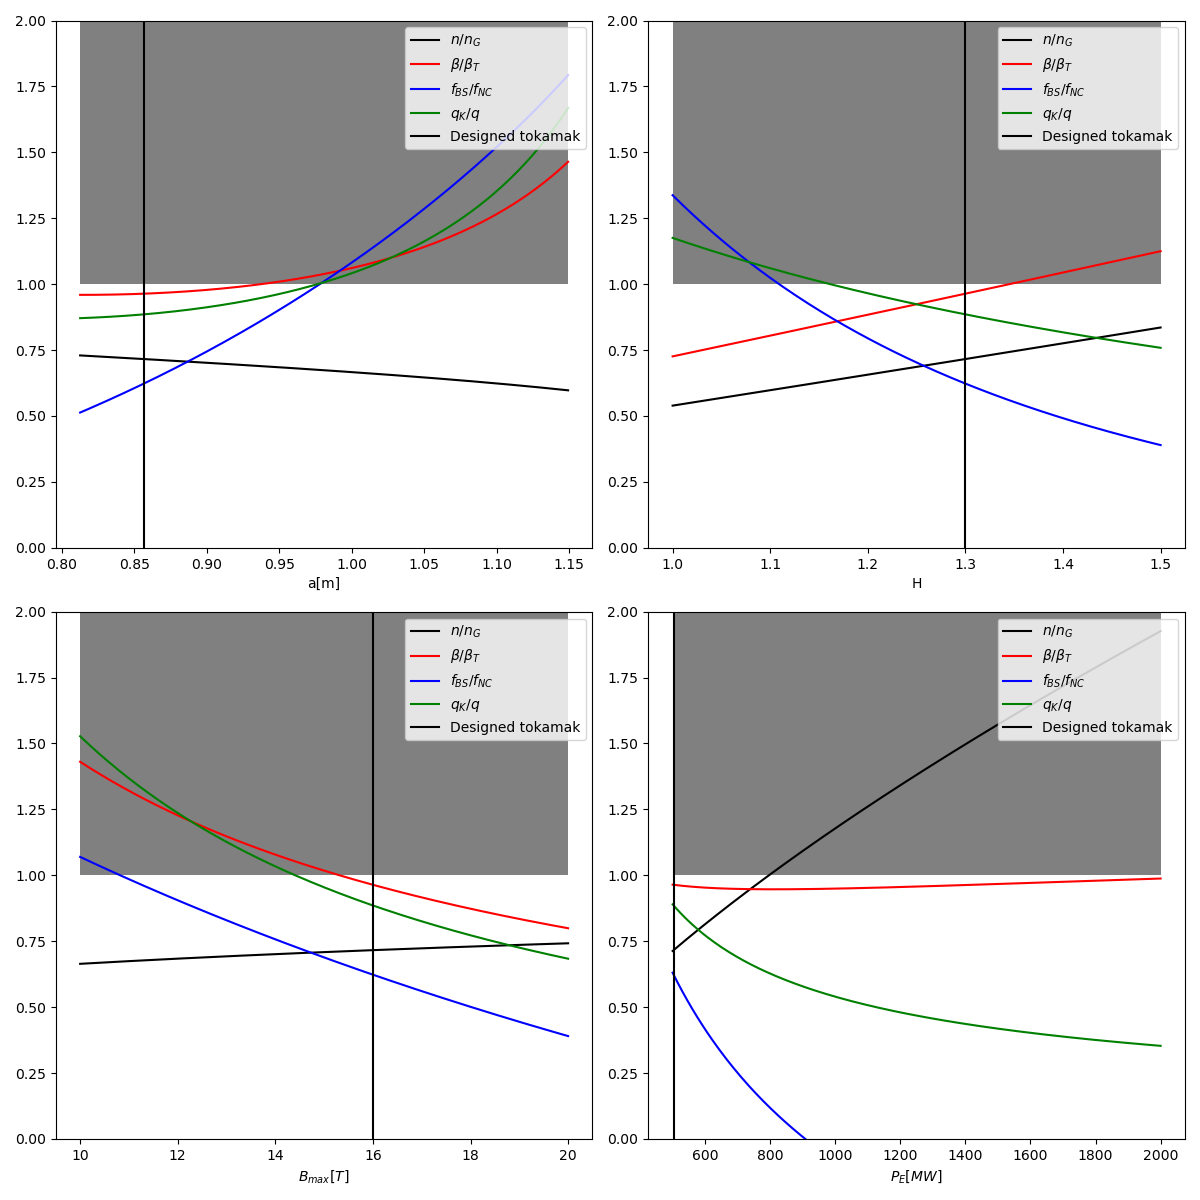 2.00
1.75
1.50
1.25
1.00
0.75
0.50
0.25
0.00
0.80 0.85 0.90 0.95 1.00 1.05 1.10 1.15
a[m]
n/n_G
β/β_T
f_BS/f_NC
q_K/q
Designed tokamak
2.00
1.75
1.50
1.25
1.00
0.75
0.50
0.25
0.00
1.0 1.1 1.2 1.3 1.4 1.5
H
n/n_G
β/β_T
f_BS/f_NC
q_K/q
Designed tokamak
2.00
1.75
1.50
1.25
1.00
0.75
0.50
0.25
0.00
10 12 14 16 18 20
B_max[T]
n/n_G
β/β_T
f_BS/f_NC
q_K/q
Designed tokamak
2.00
1.75
1.50
1.25
1.00
0.75
0.50
0.25
0.00
600 800 1000 1200 1400 1600 1800 2000
P_E[MW]
n/n_G
β/β_T
f_BS/f_NC
q_K/q
Designed tokamak